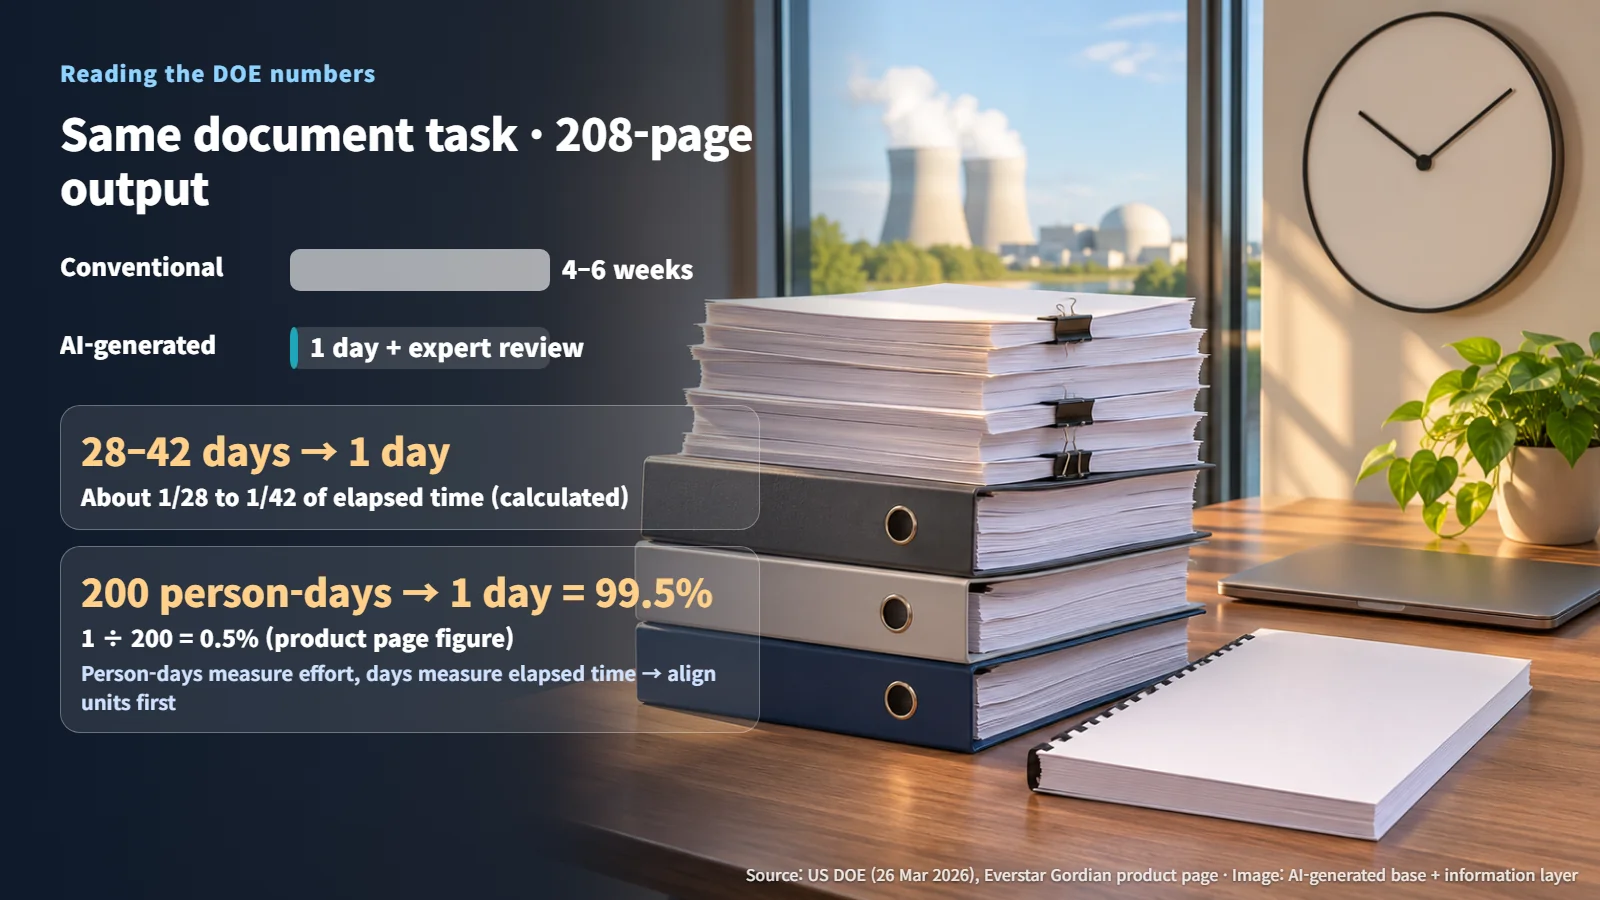 Reading the DOE numbers
Same document task · 208-page
output
Conventional
4–6 weeks
AI-generated
1 day + expert review
28–42 days → 1 day
About 1/28 to 1/42 of elapsed time (calculated)
200 person-days → 1 day = 99.5%
1 ÷ 200 = 0.5% (product page figure)
Person-days measure effort, days measure elapsed time → align
units first
Source: US DOE (26 Mar 2026), Everstar Gordian product page · Image: AI-generated base + information layer